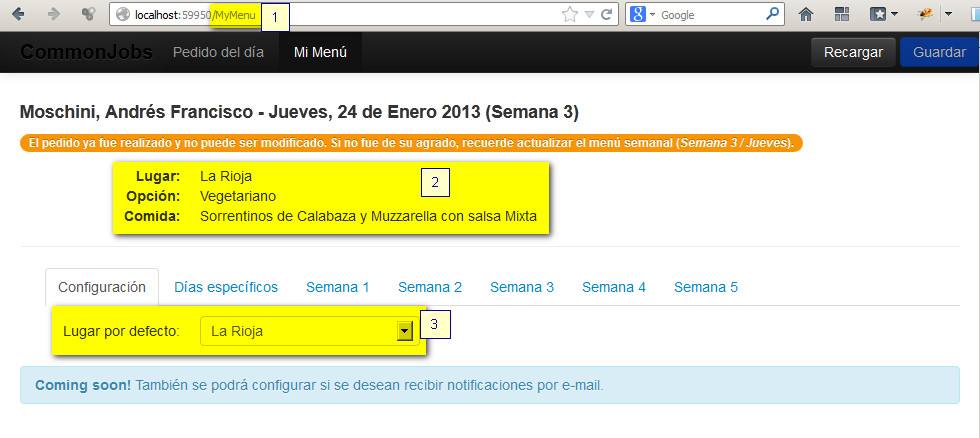 localhost:59950/MyMenu
1
Google
CommonJobs Pedido del día Mi Menú Recargar Guardar
Moschini, Andrés Francisco - Jueves, 24 de Enero 2013 (Semana 3)
El pedido ya fue realizado y no puede ser modificado. Si no fue de su agrado, recuerde actualizar el menú semanal (Semana 3 / Jueves).
Lugar: La Rioja
2
Opción: Vegetariano
Comida: Sorrentinos de Calabaza y Muzzarella con salsa Mixta
Configuración Días específicos Semana 1 Semana 2 Semana 3 Semana 4 Semana 5
Lugar por defecto: La Rioja
3
Coming soon! También se podrá configurar si se desean recibir notificaciones por e-mail.